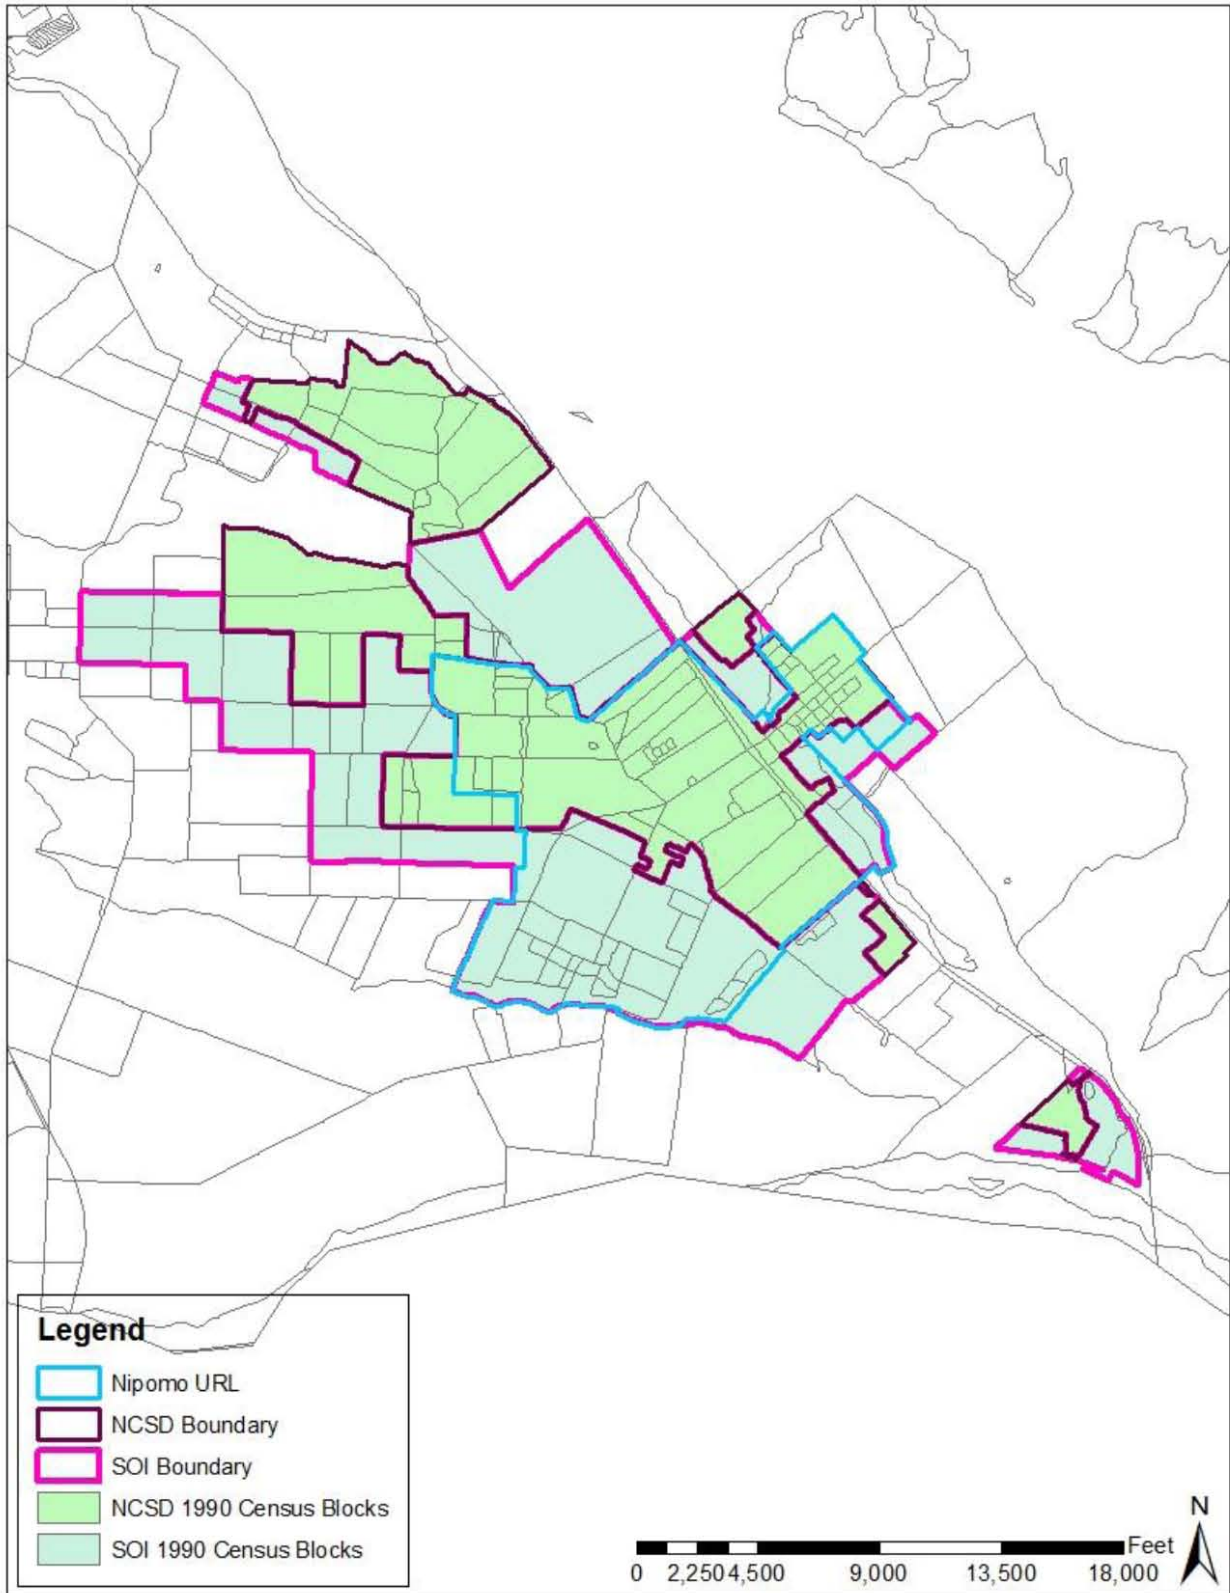 Legend
Nipomo URL
NCSD Boundary
SOI Boundary
NCSD 1990 Census Blocks
SOI 1990 Census Blocks
N
Feet
0 2,250 4,500 9,000 13,500 18,000